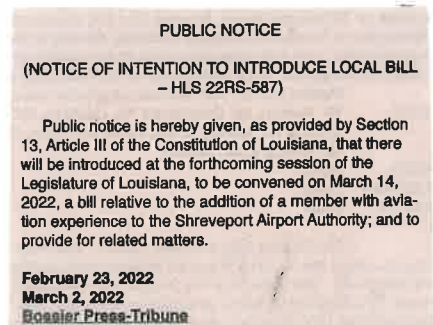 PUBLIC NOTICE
(NOTICE OF INTENTION TO INTRODUCE LOCAL BILL
– HLS 22RS-587)
Public notice is hereby given, as provided by Section
13, Article III of the Constitution of Louisiana, that there
will be introduced at the forthcoming session of the
Legislature of Louisiana, to be convened on March 14,
2022, a bill relative to the addition of a member with avia-
tion experience to the Shreveport Airport Authority; and to
provide for related matters.
February 23, 2022
March 2, 2022
Bossier Press-Tribune